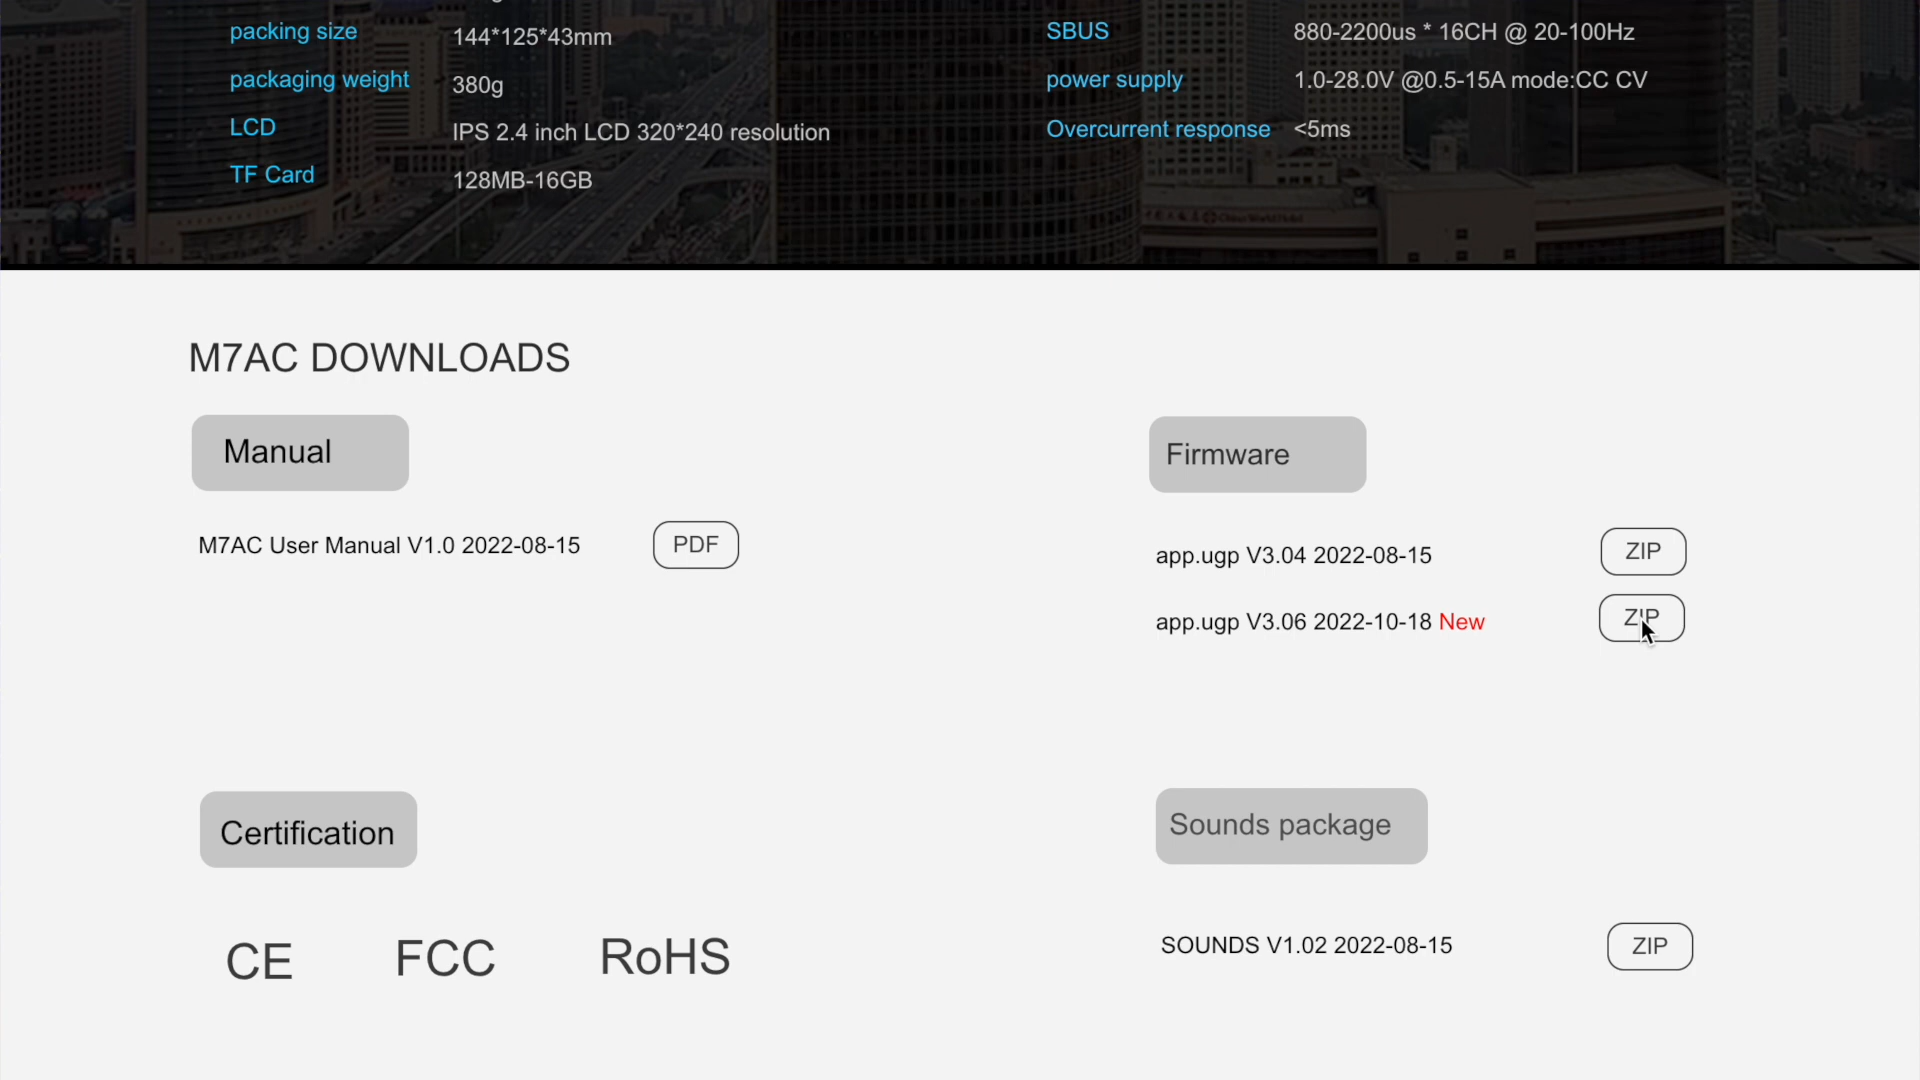 packing size 144*125*43mm
packaging weight 380g
LCD IPS 2.4 inch LCD 320*240 resolution
TF Card 128MB-16GB
SBUS 880-2200us * 16CH @ 20-100Hz
power supply 1.0-28.0V @0.5-15A mode:CC CV
Overcurrent response <5ms
M7AC DOWNLOADS
Manual
M7AC User Manual V1.0 2022-08-15 PDF
Firmware
app.ugp V3.04 2022-08-15 ZIP
app.ugp V3.06 2022-10-18 New ZIP
Certification
CE FCC RoHS
Sounds package
SOUNDS V1.02 2022-08-15 ZIP